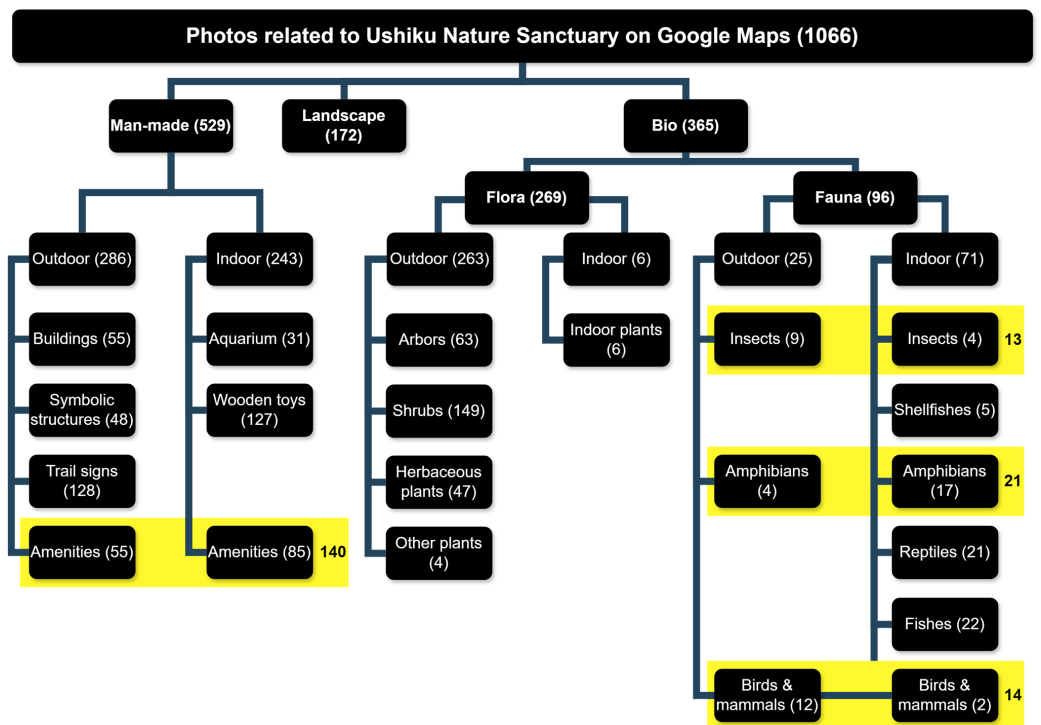 Photos related to Ushiku Nature Sanctuary on Google Maps (1066)
Man-made (529)
Landscape
(172)
Bio (365)
Flora (269)
Fauna (96)
Outdoor (286)
Indoor (243)
Outdoor (263)
Indoor (6)
Outdoor (25)
Indoor (71)
Buildings (55)
Aquarium (31)
Arbors (63)
Indoor plants
(6)
Insects (9)
Insects (4)
13
Symbolic
structures (48)
Wooden toys
(127)
Shrubs (149)
Shellfishes (5)
Trail signs
(128)
Herbaceous
plants (47)
Amphibians
(4)
Amphibians
(17)
21
Amenities (55)
Amenities (85)
140
Other plants
(4)
Reptiles (21)
Fishes (22)
Birds &
mammals (12)
Birds &
mammals (2)
14